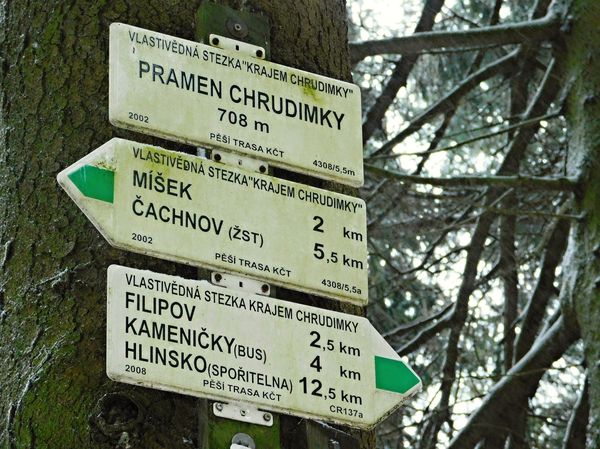 VLASTIVĚDNÁ STEZKA"KRAJEM CHRUDIMKY"
PRAMEN CHRUDIMKY
708 m
2002 PĚŠÍ TRASA KČT 4308/5,5m
VLASTIVĚDNÁ STEZKA"KRAJEM CHRUDIMKY"
MÍŠEK 2 km
ČACHNOV (ŽST) 5,5 km
2002 PĚŠÍ TRASA KČT 4308/5,5a
VLASTIVĚDNÁ STEZKA KRAJEM CHRUDIMKY
FILIPOV 2,5 km
KAMENIČKY(BUS) 4 km
HLINSKO(SPOŘITELNA) 12,5 km
2008 PĚŠÍ TRASA KČT CR137a